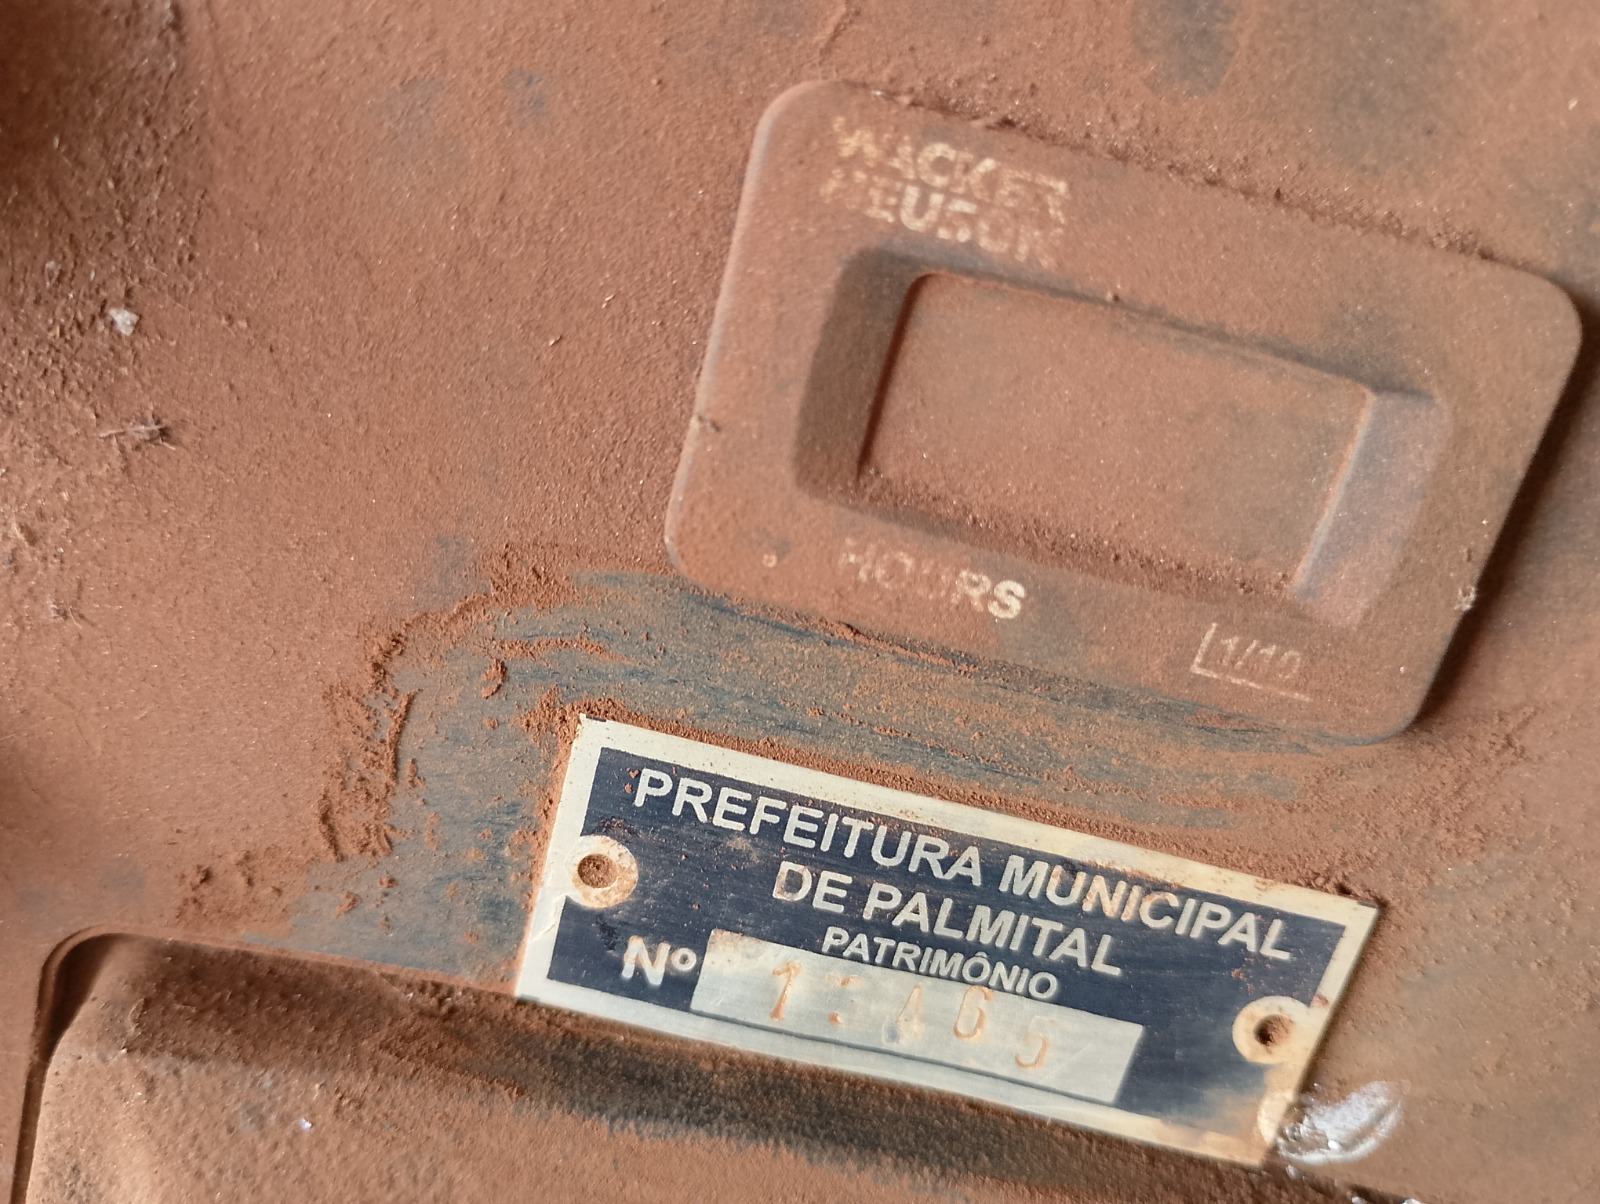 WACKER
NEUSON
HOURS
1/10
PREFEITURA MUNICIPAL
DE PALMITAL
PATRIMÔNIO
Nº